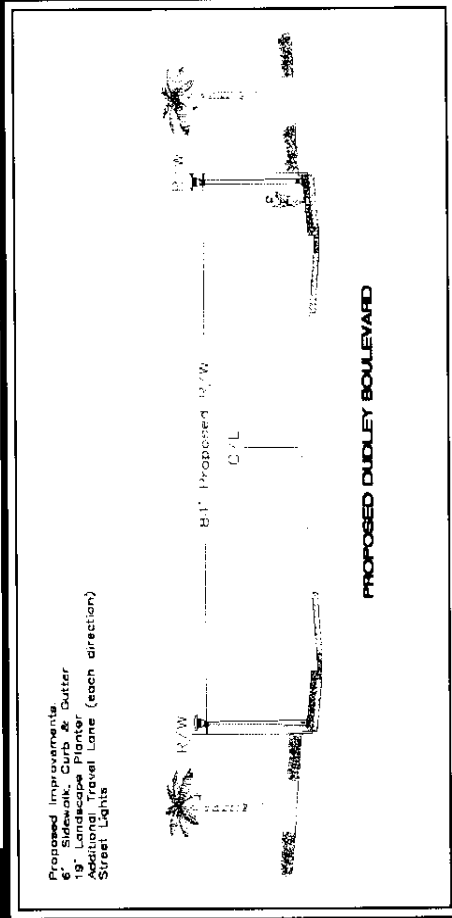 Proposed Improvements
6' Sidewalk, Curb & Gutter
19' Landscape Planter
Additional Travel Lane (each direction)
Street Lights
R/W
84' Proposed R/W
R/W
C/L
PROPOSED DUDLEY BOULEVARD